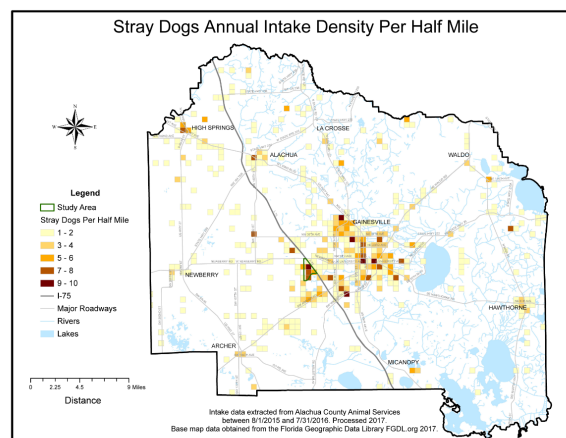 Stray Dogs Annual Intake Density Per Half Mile
N
W
E
S
HIGH SPRINGS
LA CROSSE
ALACHUA
WALDO
GAINESVILLE
NEWBERRY
HAWTHORNE
ARCHER
MICANOPY
Legend
Study Area
Stray Dogs Per Half Mile
1 - 2
3 - 4
5 - 6
7 - 8
9 - 10
I-75
Major Roadways
Rivers
Lakes
0 2.25 4.5 9 Miles
Distance
Intake data extracted from Alachua County Animal Services
between 8/1/2015 and 7/31/2016. Processed 2017.
Base map data obtained from the Florida Geographic Data Library FGDL.org 2017.